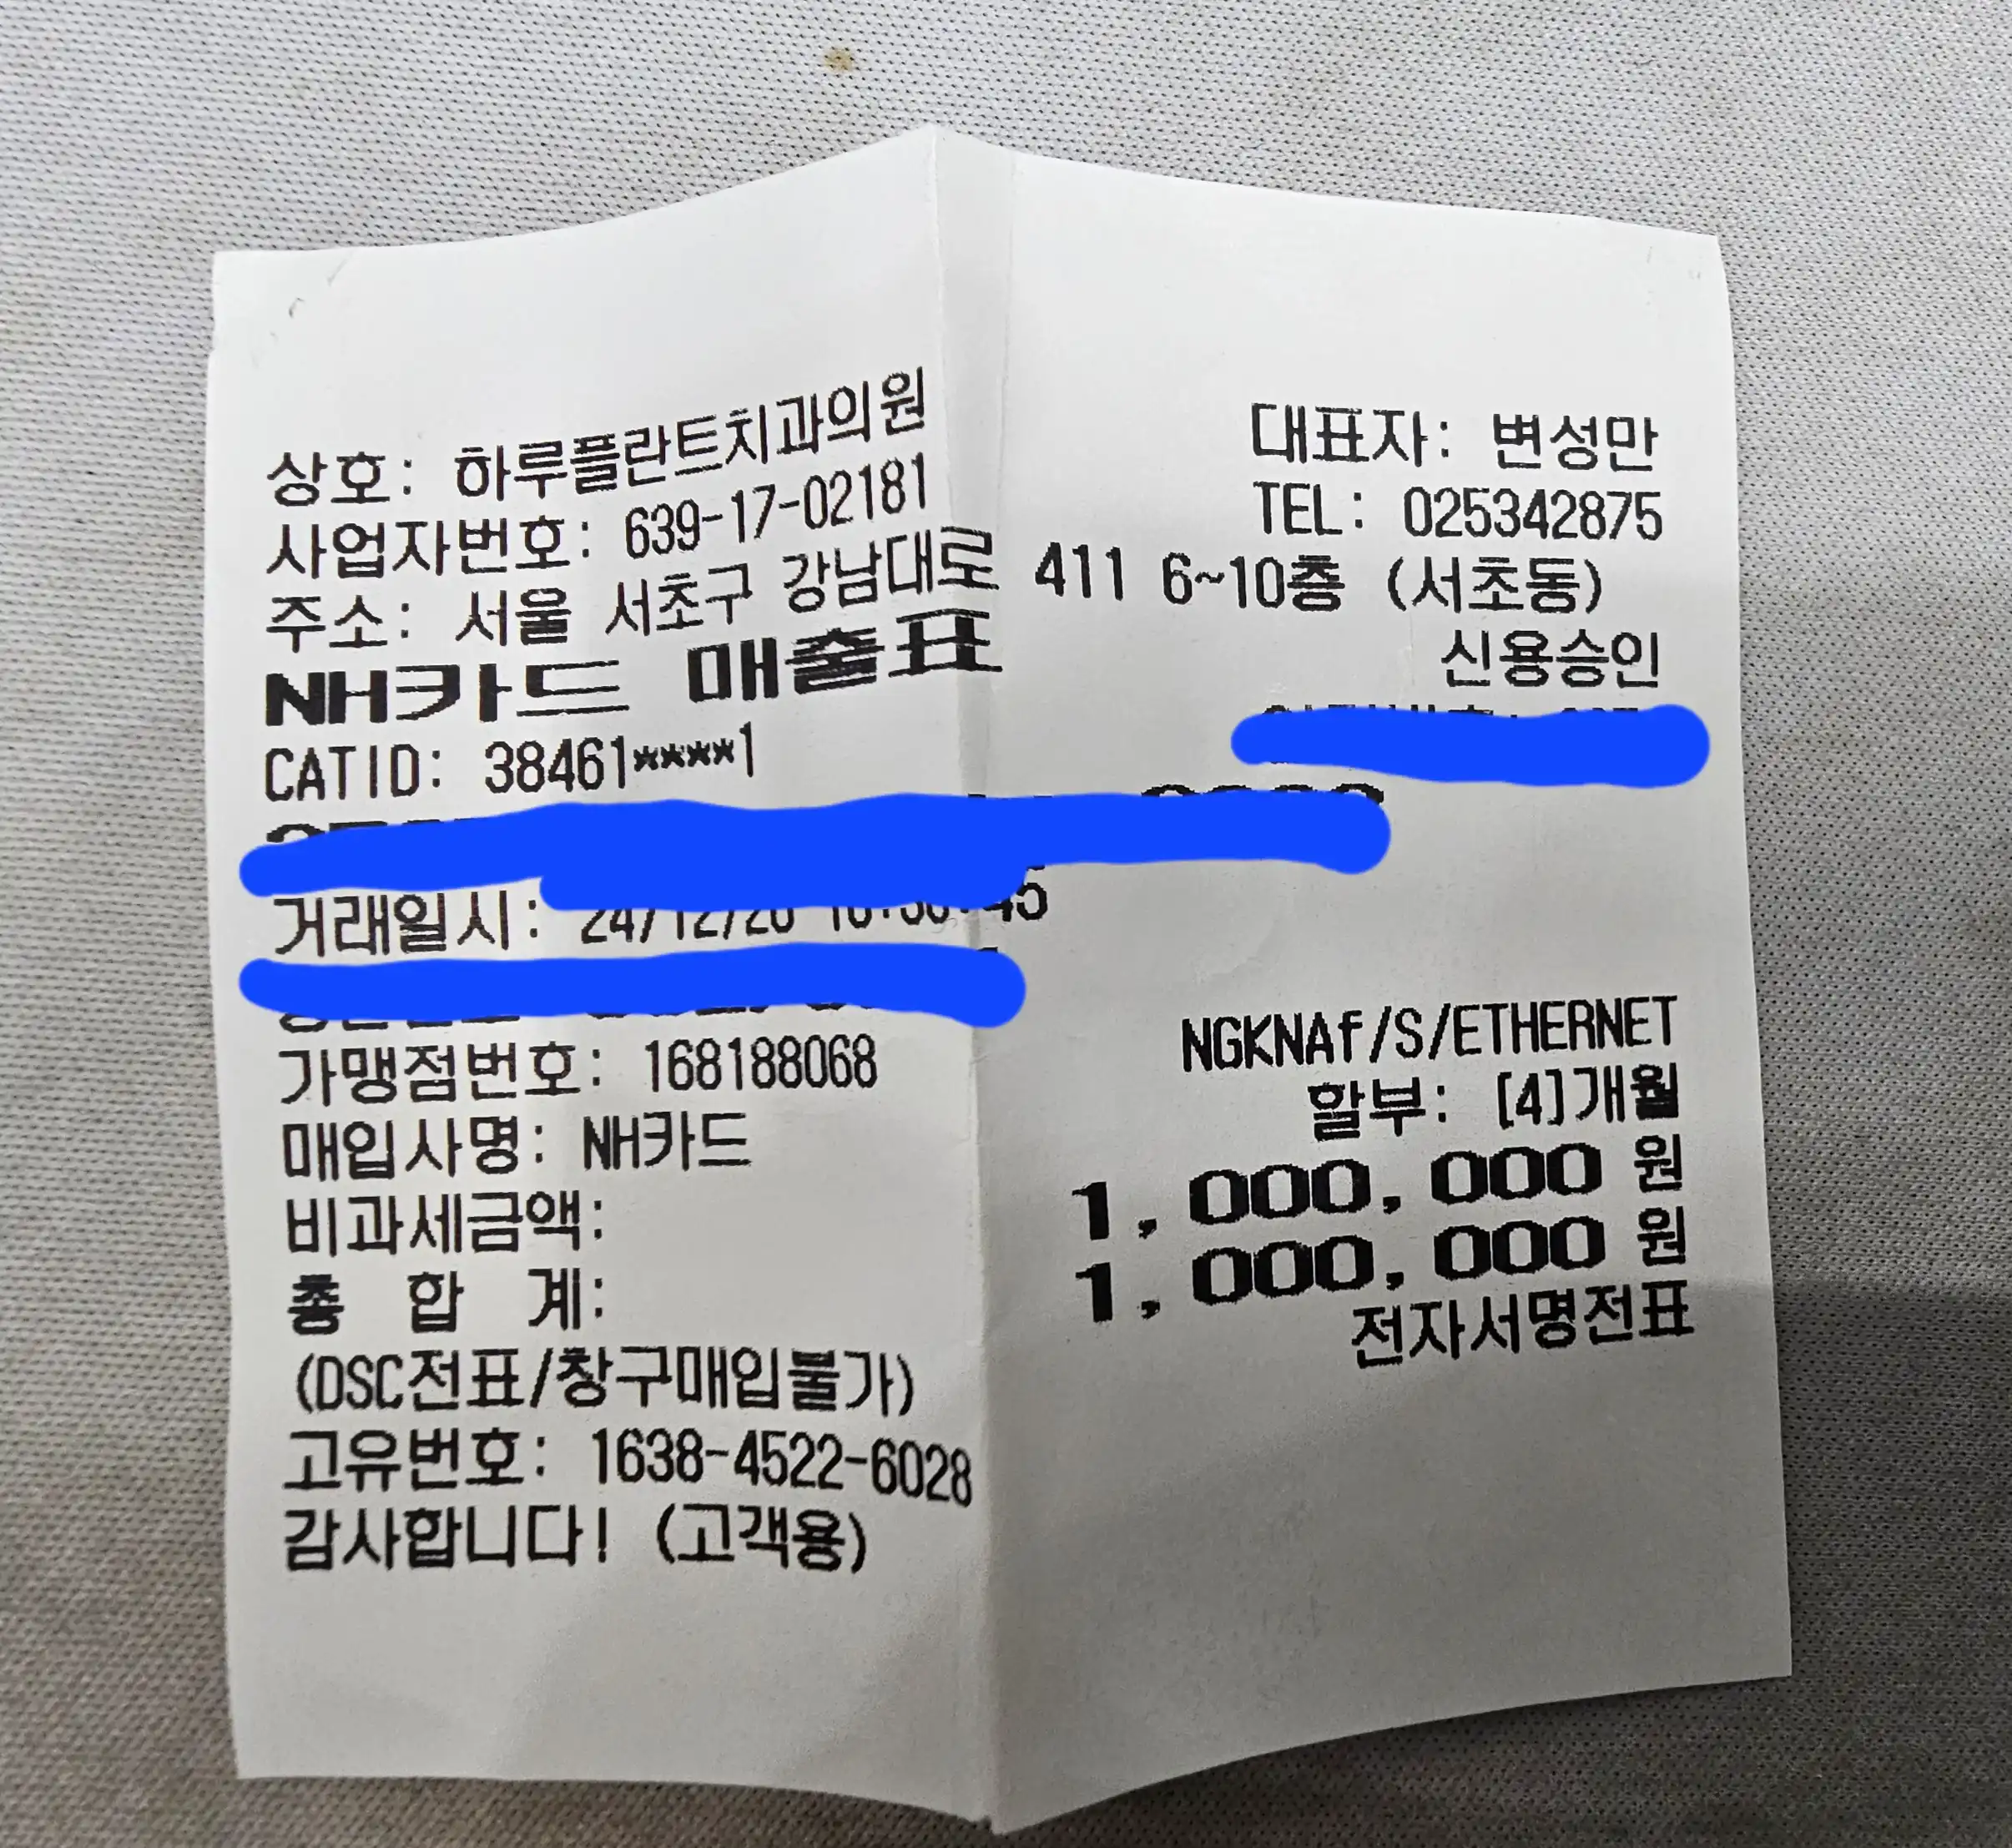 상호: 하루플란트치과의원 대표자: 변성만
사업자번호: 639-17-02181 TEL: 025342875
주소: 서울 서초구 강남대로 411 6~10층 (서초동)
NH카드 매출표 신용승인
CATID: 38461****1
거래일시:
가맹점번호: 168188068 NGKNAf/S/ETHERNET
매입사명: NH카드 할부: [4]개월
비과세금액: 1,000,000 원
총 합 계: 1,000,000 원
(DSC전표/창구매입불가) 전자서명전표
고유번호: 1638-4522-6028
감사합니다! (고객용)